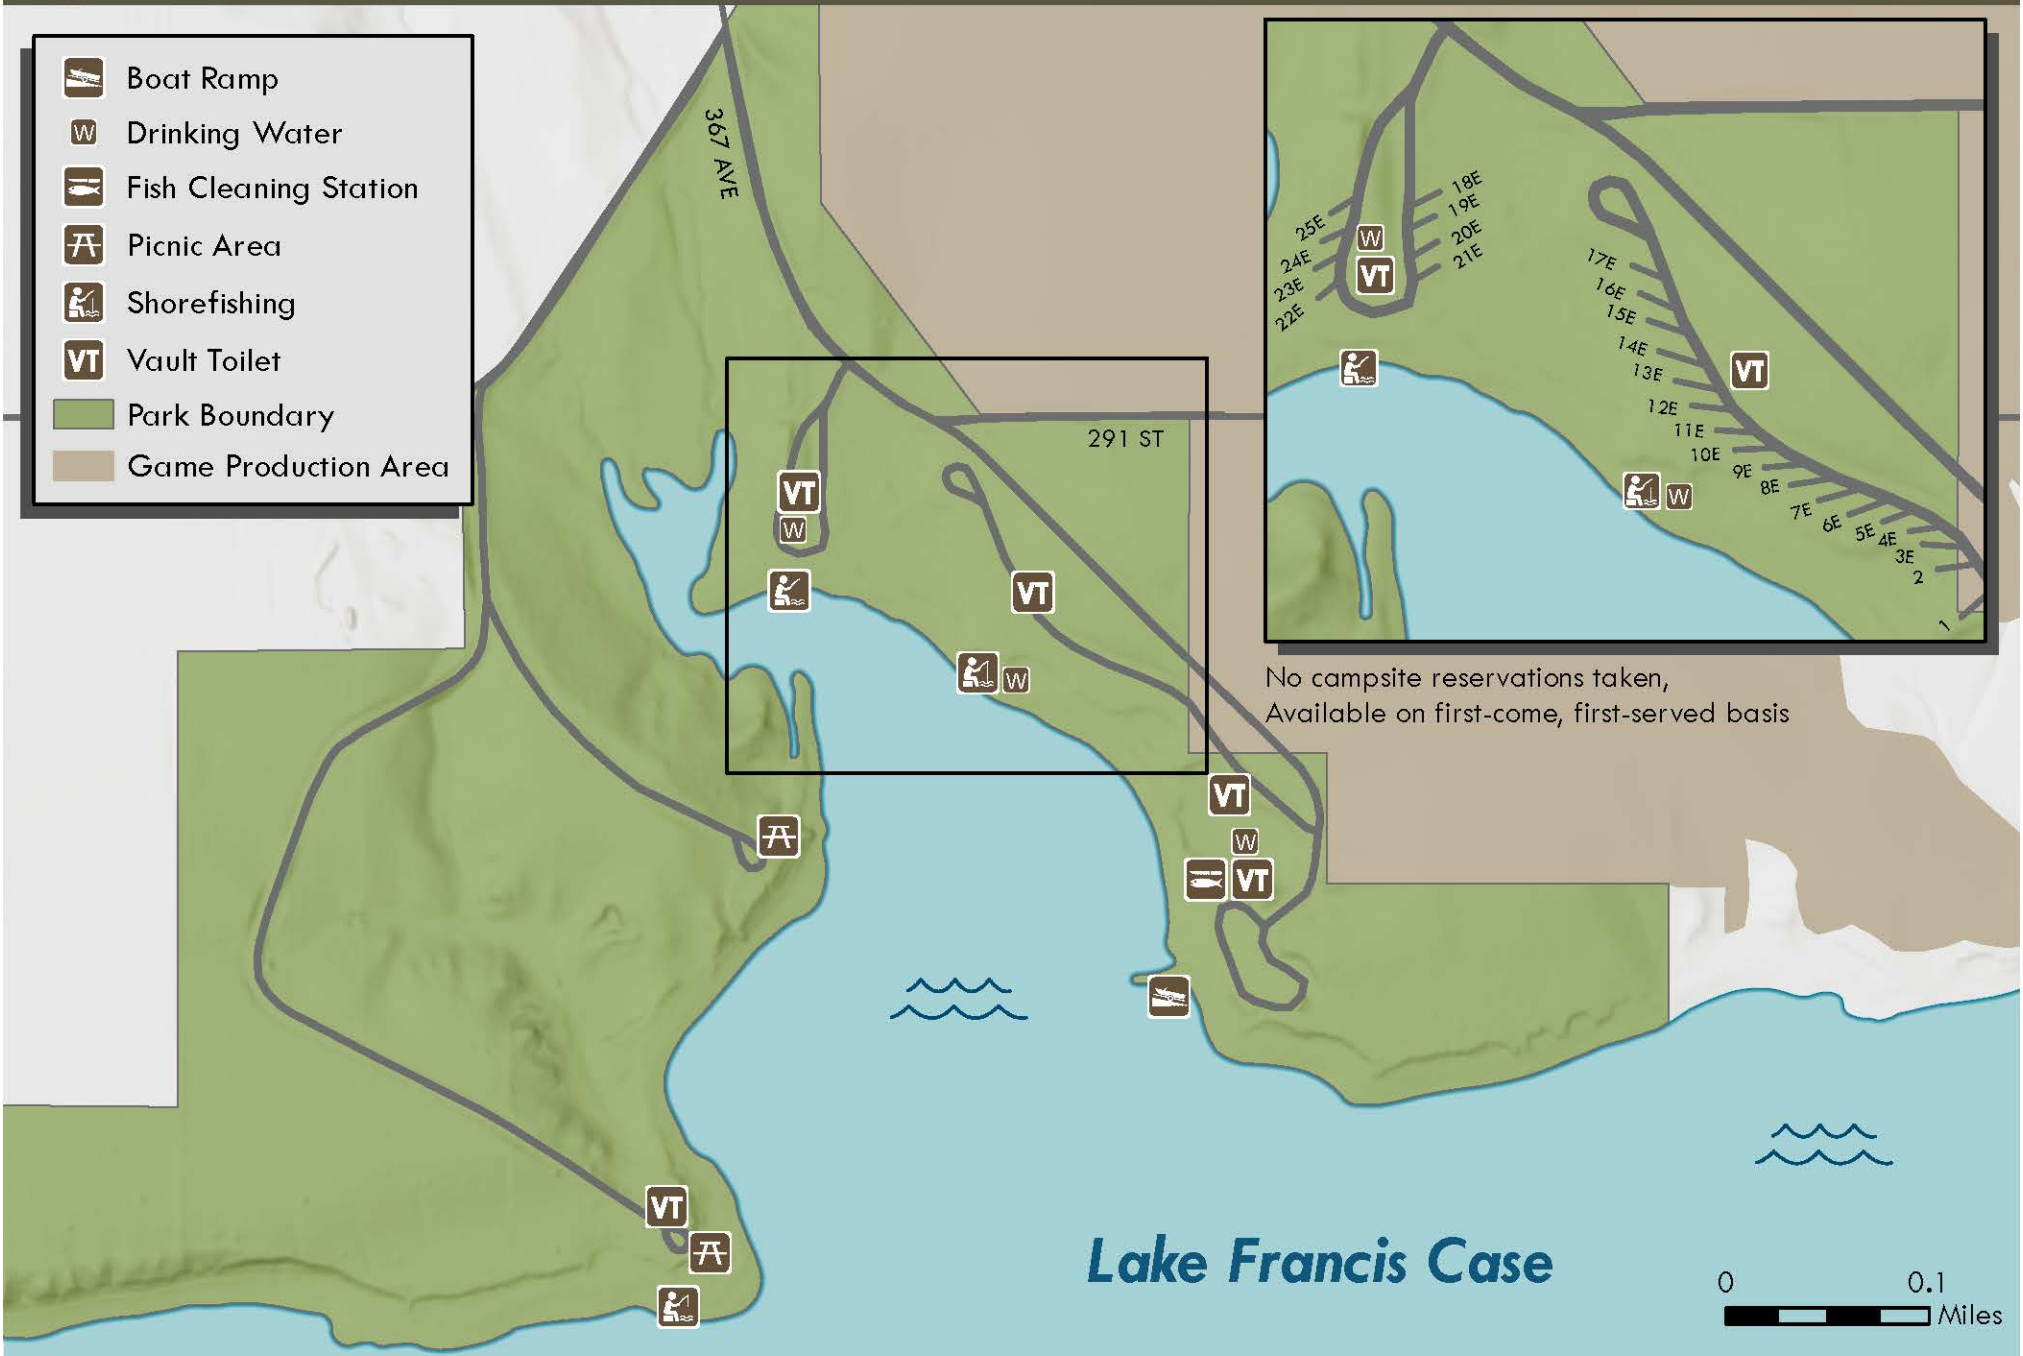 Boat Ramp
W Drinking Water
Fish Cleaning Station
Picnic Area
Shorefishing
VT Vault Toilet
Park Boundary
Game Production Area
367 AVE
291 ST
VT
W
VT
W
VT
W
VT
VT
18E
19E
20E
21E
25E
24E
23E
22E
W
VT
17E
16E
15E
14E
13E
12E
11E
10E
9E
8E
7E
6E
5E
4E
3E
2
1
VT
W
No campsite reservations taken,
Available on first-come, first-served basis
Lake Francis Case
0 0.1
Miles